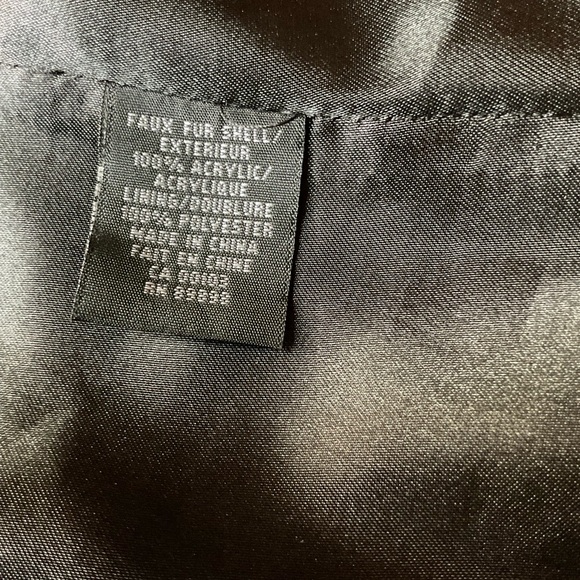 FAUX FUR SHELL/
EXTERIEUR
100% ACRYLIC/
ACRYLIQUE
LINING/DOUBLURE
100% POLYESTER
MADE IN CHINA
FAIT EN CHINE
CA 00103
RN 89898